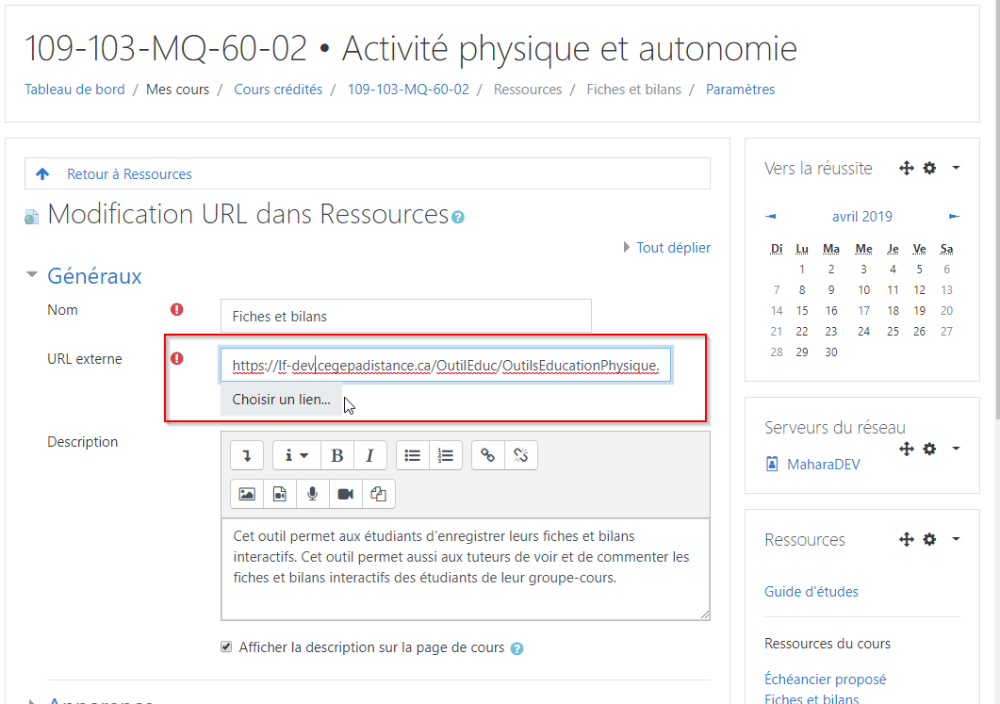 109-103-MQ-60-02 • Activité physique et autonomie
Tableau de bord / Mes cours / Cours crédités / 109-103-MQ-60-02 / Ressources / Fiches et bilans / Paramètres
Retour à Ressources
Modification URL dans Ressources
Tout déplier
Généraux
Nom
Fiches et bilans
URL externe
https://lf-dev.cegepadistance.ca/OutilEduc/OutilsEducationPhysique.
Choisir un lien...
Description
i B I
Cet outil permet aux étudiants d'enregistrer leurs fiches et bilans
interactifs. Cet outil permet aussi aux tuteurs de voir et de commenter les
fiches et bilans interactifs des étudiants de leur groupe-cours.
Afficher la description sur la page de cours
Apparence
Vers la réussite
avril 2019
Di Lu Ma Me Je Ve Sa
1 2 3 4 5 6
7 8 9 10 11 12 13
14 15 16 17 18 19 20
21 22 23 24 25 26 27
28 29 30
Serveurs du réseau
MaharaDEV
Ressources
Guide d'études
Ressources du cours
Échéancier proposé
Fiches et bilans